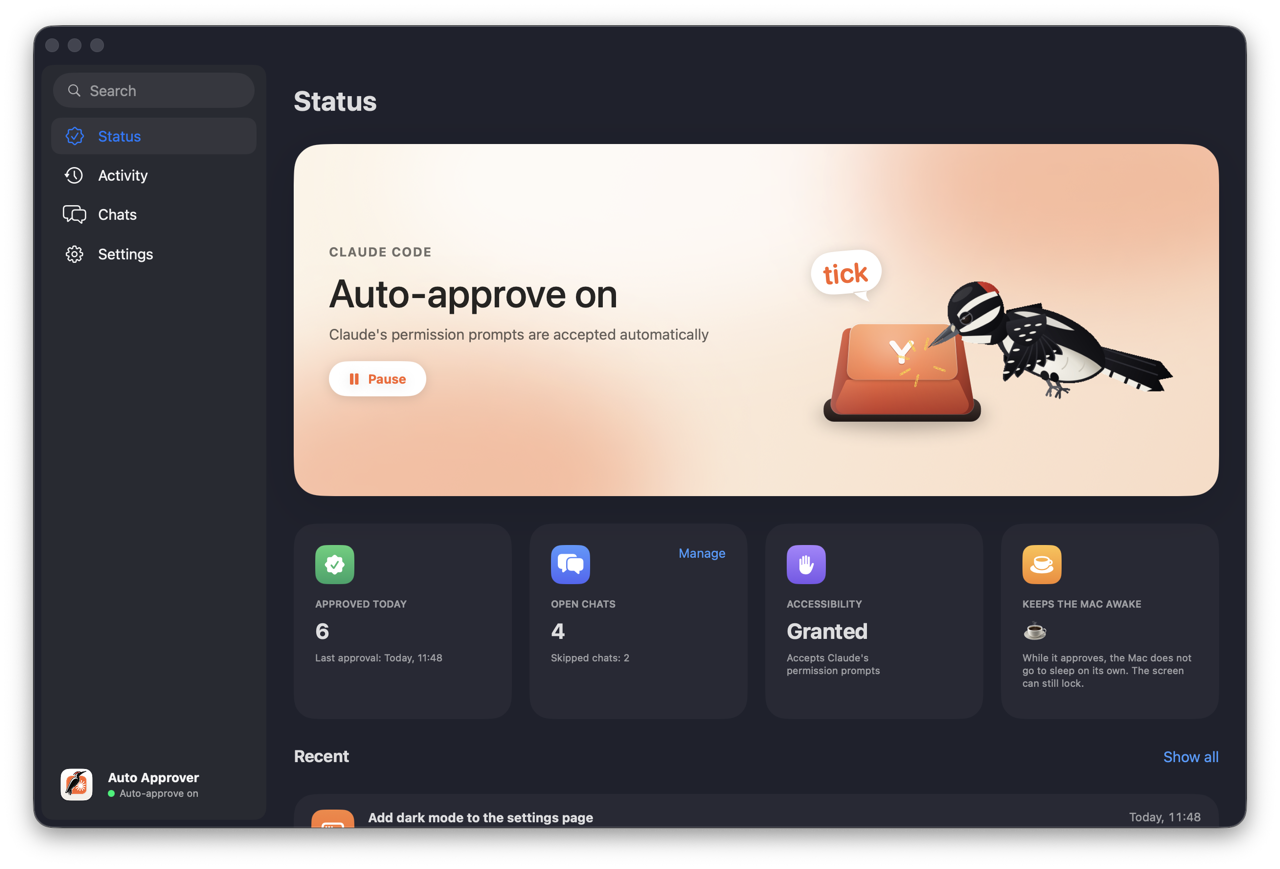 Search
Status
Activity
Chats
Settings
Auto Approver
Auto-approve on
Status
CLAUDE CODE
Auto-approve on
Claude's permission prompts are accepted automatically
Pause
tick
Y
APPROVED TODAY
6
Last approval: Today, 11:48
Manage
OPEN CHATS
4
Skipped chats: 2
ACCESSIBILITY
Granted
Accepts Claude's
permission prompts
KEEPS THE MAC AWAKE
While it approves, the Mac does not
go to sleep on its own. The screen
can still lock.
Recent
Show all
Add dark mode to the settings page
Today, 11:48